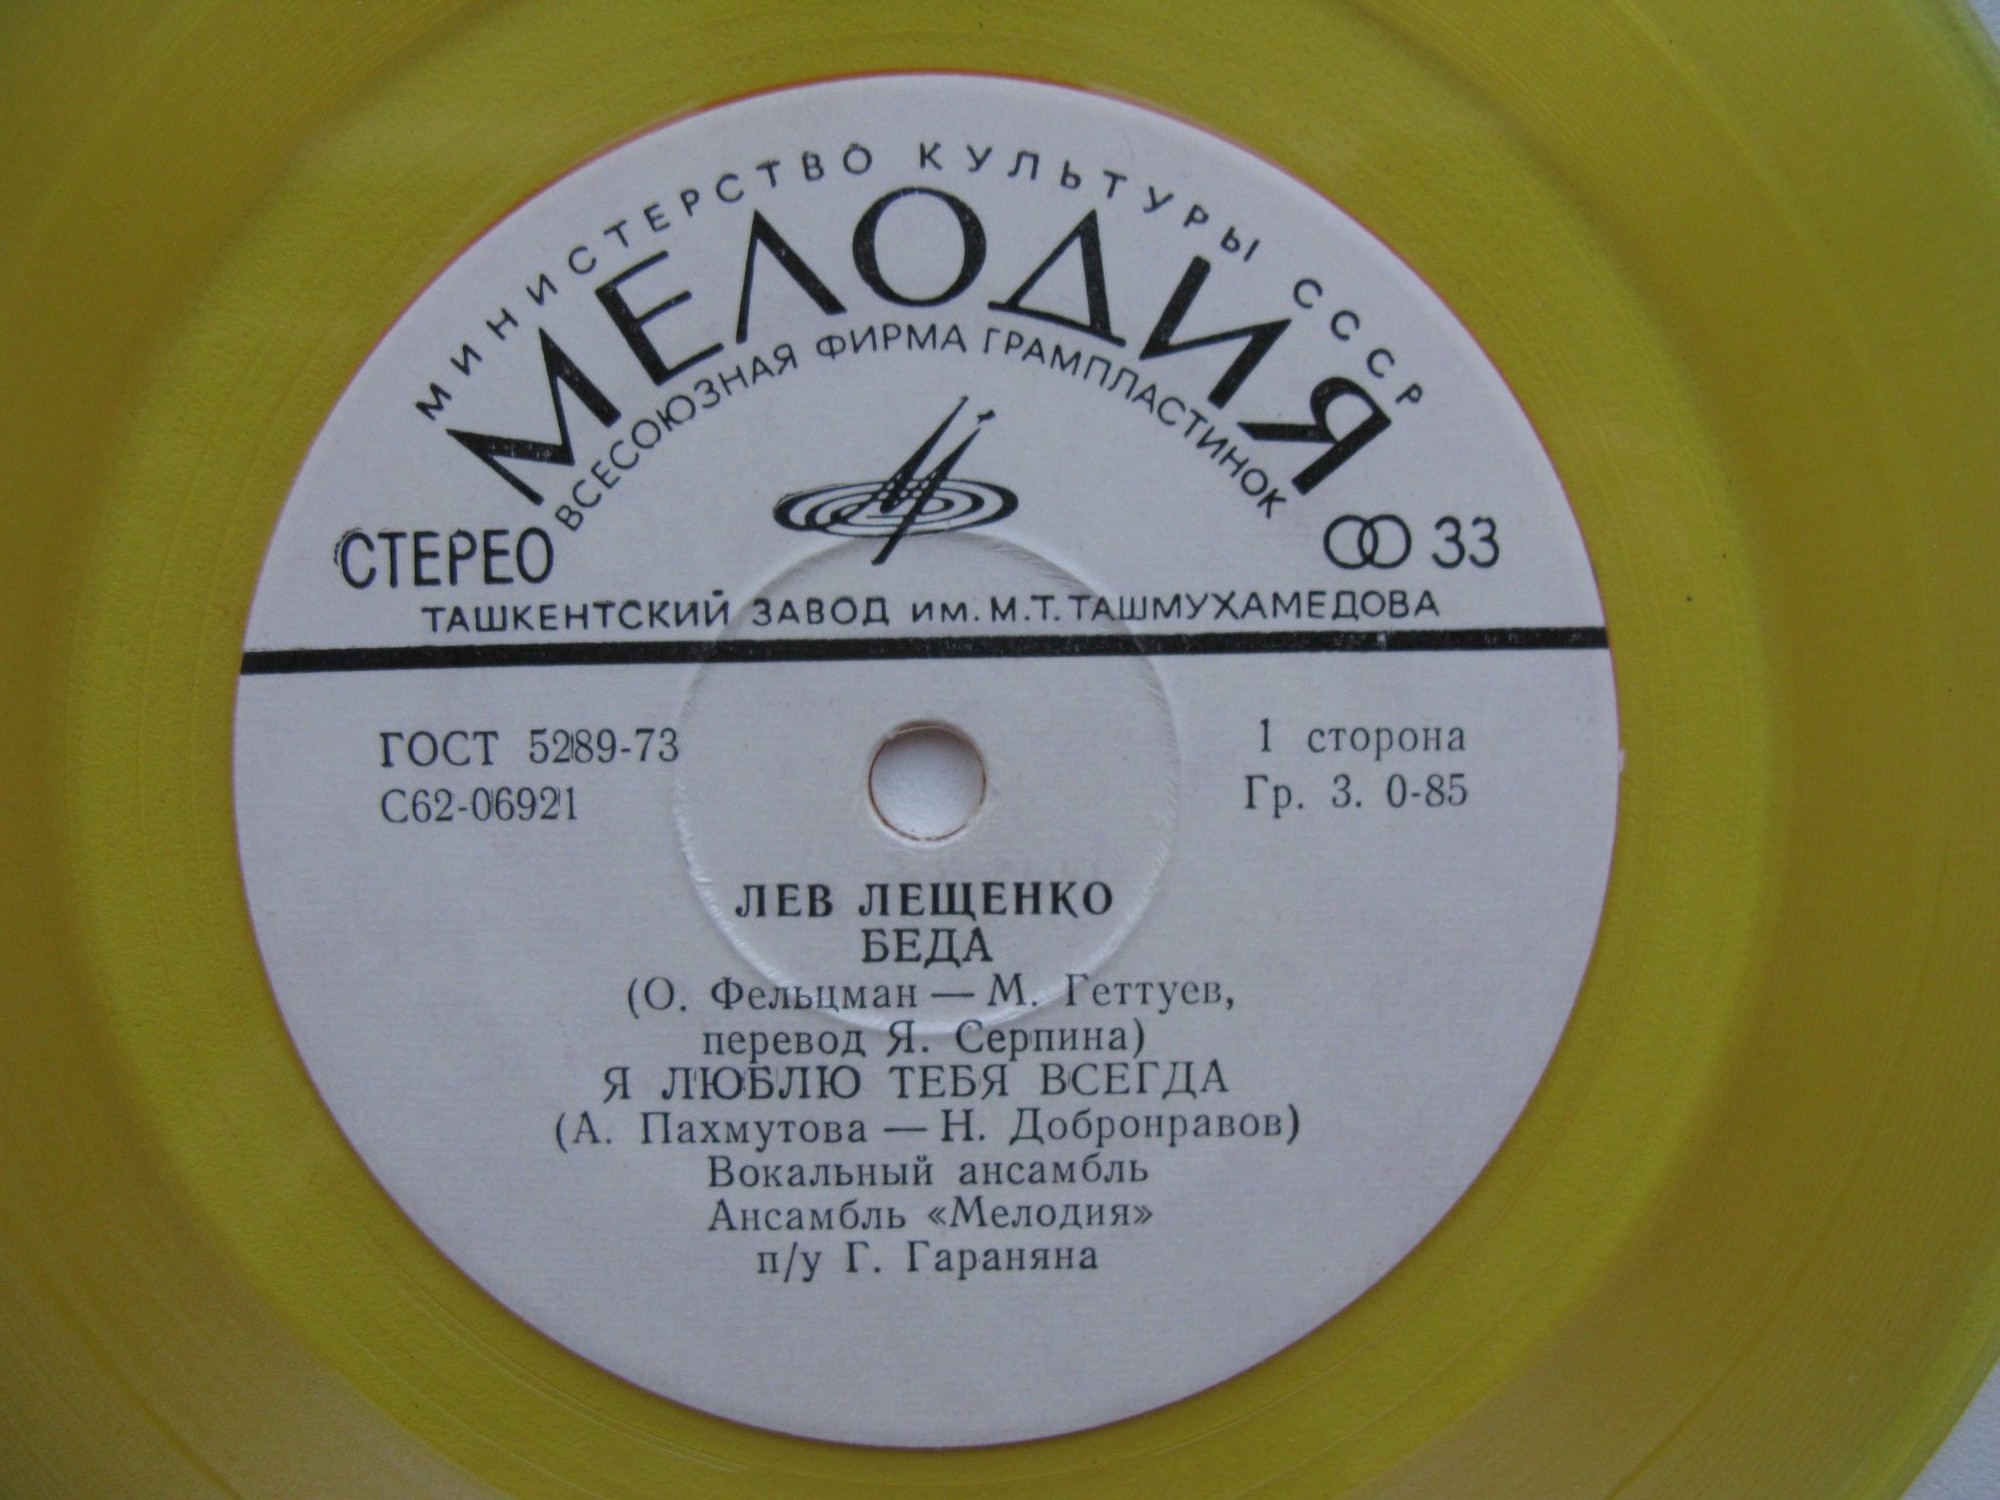 МИНИСТЕРСТВО КУЛЬТУРЫ СССР
МЕЛОДИЯ
ВСЕСОЮЗНАЯ ФИРМА ГРАМПЛАСТИНОК
СТЕРЕО
33
ТАШКЕНТСКИЙ ЗАВОД им. М.Т. ТАШМУХАМЕДОВА
ГОСТ 5289-73
1 сторона
С62-06921
Гр. 3. 0-85
ЛЕВ ЛЕЩЕНКО
БЕДА
(О. Фельцман — М. Геттуев,
перевод Я. Серпина)
Я ЛЮБЛЮ ТЕБЯ ВСЕГДА
(А. Пахмутова — Н. Добронравов)
Вокальный ансамбль
Ансамбль «Мелодия»
п/у Г. Гараняна